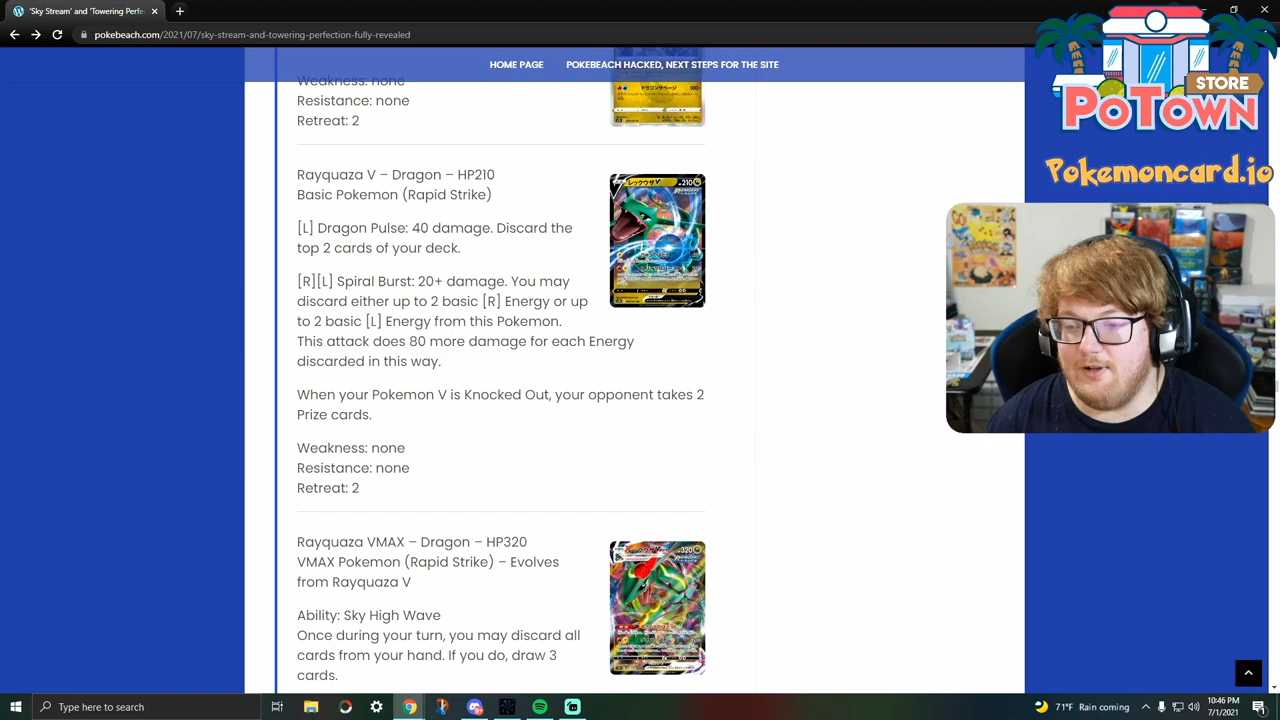 'Sky Stream' and 'Towering Perfe
pokebeach.com/2021/07/sky-stream-and-towering-perfection-fully-revealed
HOME PAGE
POKEBEACH HACKED, NEXT STEPS FOR THE SITE
STORE
POTOWN
Pokemoncard.io
Weakness: none
Resistance: none
Retreat: 2
Rayquaza V – Dragon – HP210
Basic Pokemon (Rapid Strike)
[L] Dragon Pulse: 40 damage. Discard the
top 2 cards of your deck.
[R][L] Spiral Burst: 20+ damage. You may
discard either up to 2 basic [R] Energy or up
to 2 basic [L] Energy from this Pokemon.
This attack does 80 more damage for each Energy
discarded in this way.
When your Pokemon V is Knocked Out, your opponent takes 2
Prize cards.
Weakness: none
Resistance: none
Retreat: 2
レックウザV
210
Rayquaza VMAX – Dragon – HP320
VMAX Pokemon (Rapid Strike) – Evolves
from Rayquaza V
320
Ability: Sky High Wave
Once during your turn, you may discard all
cards from your hand. If you do, draw 3
cards.
Type here to search
71°F Rain coming
10:46 PM
7/1/2021